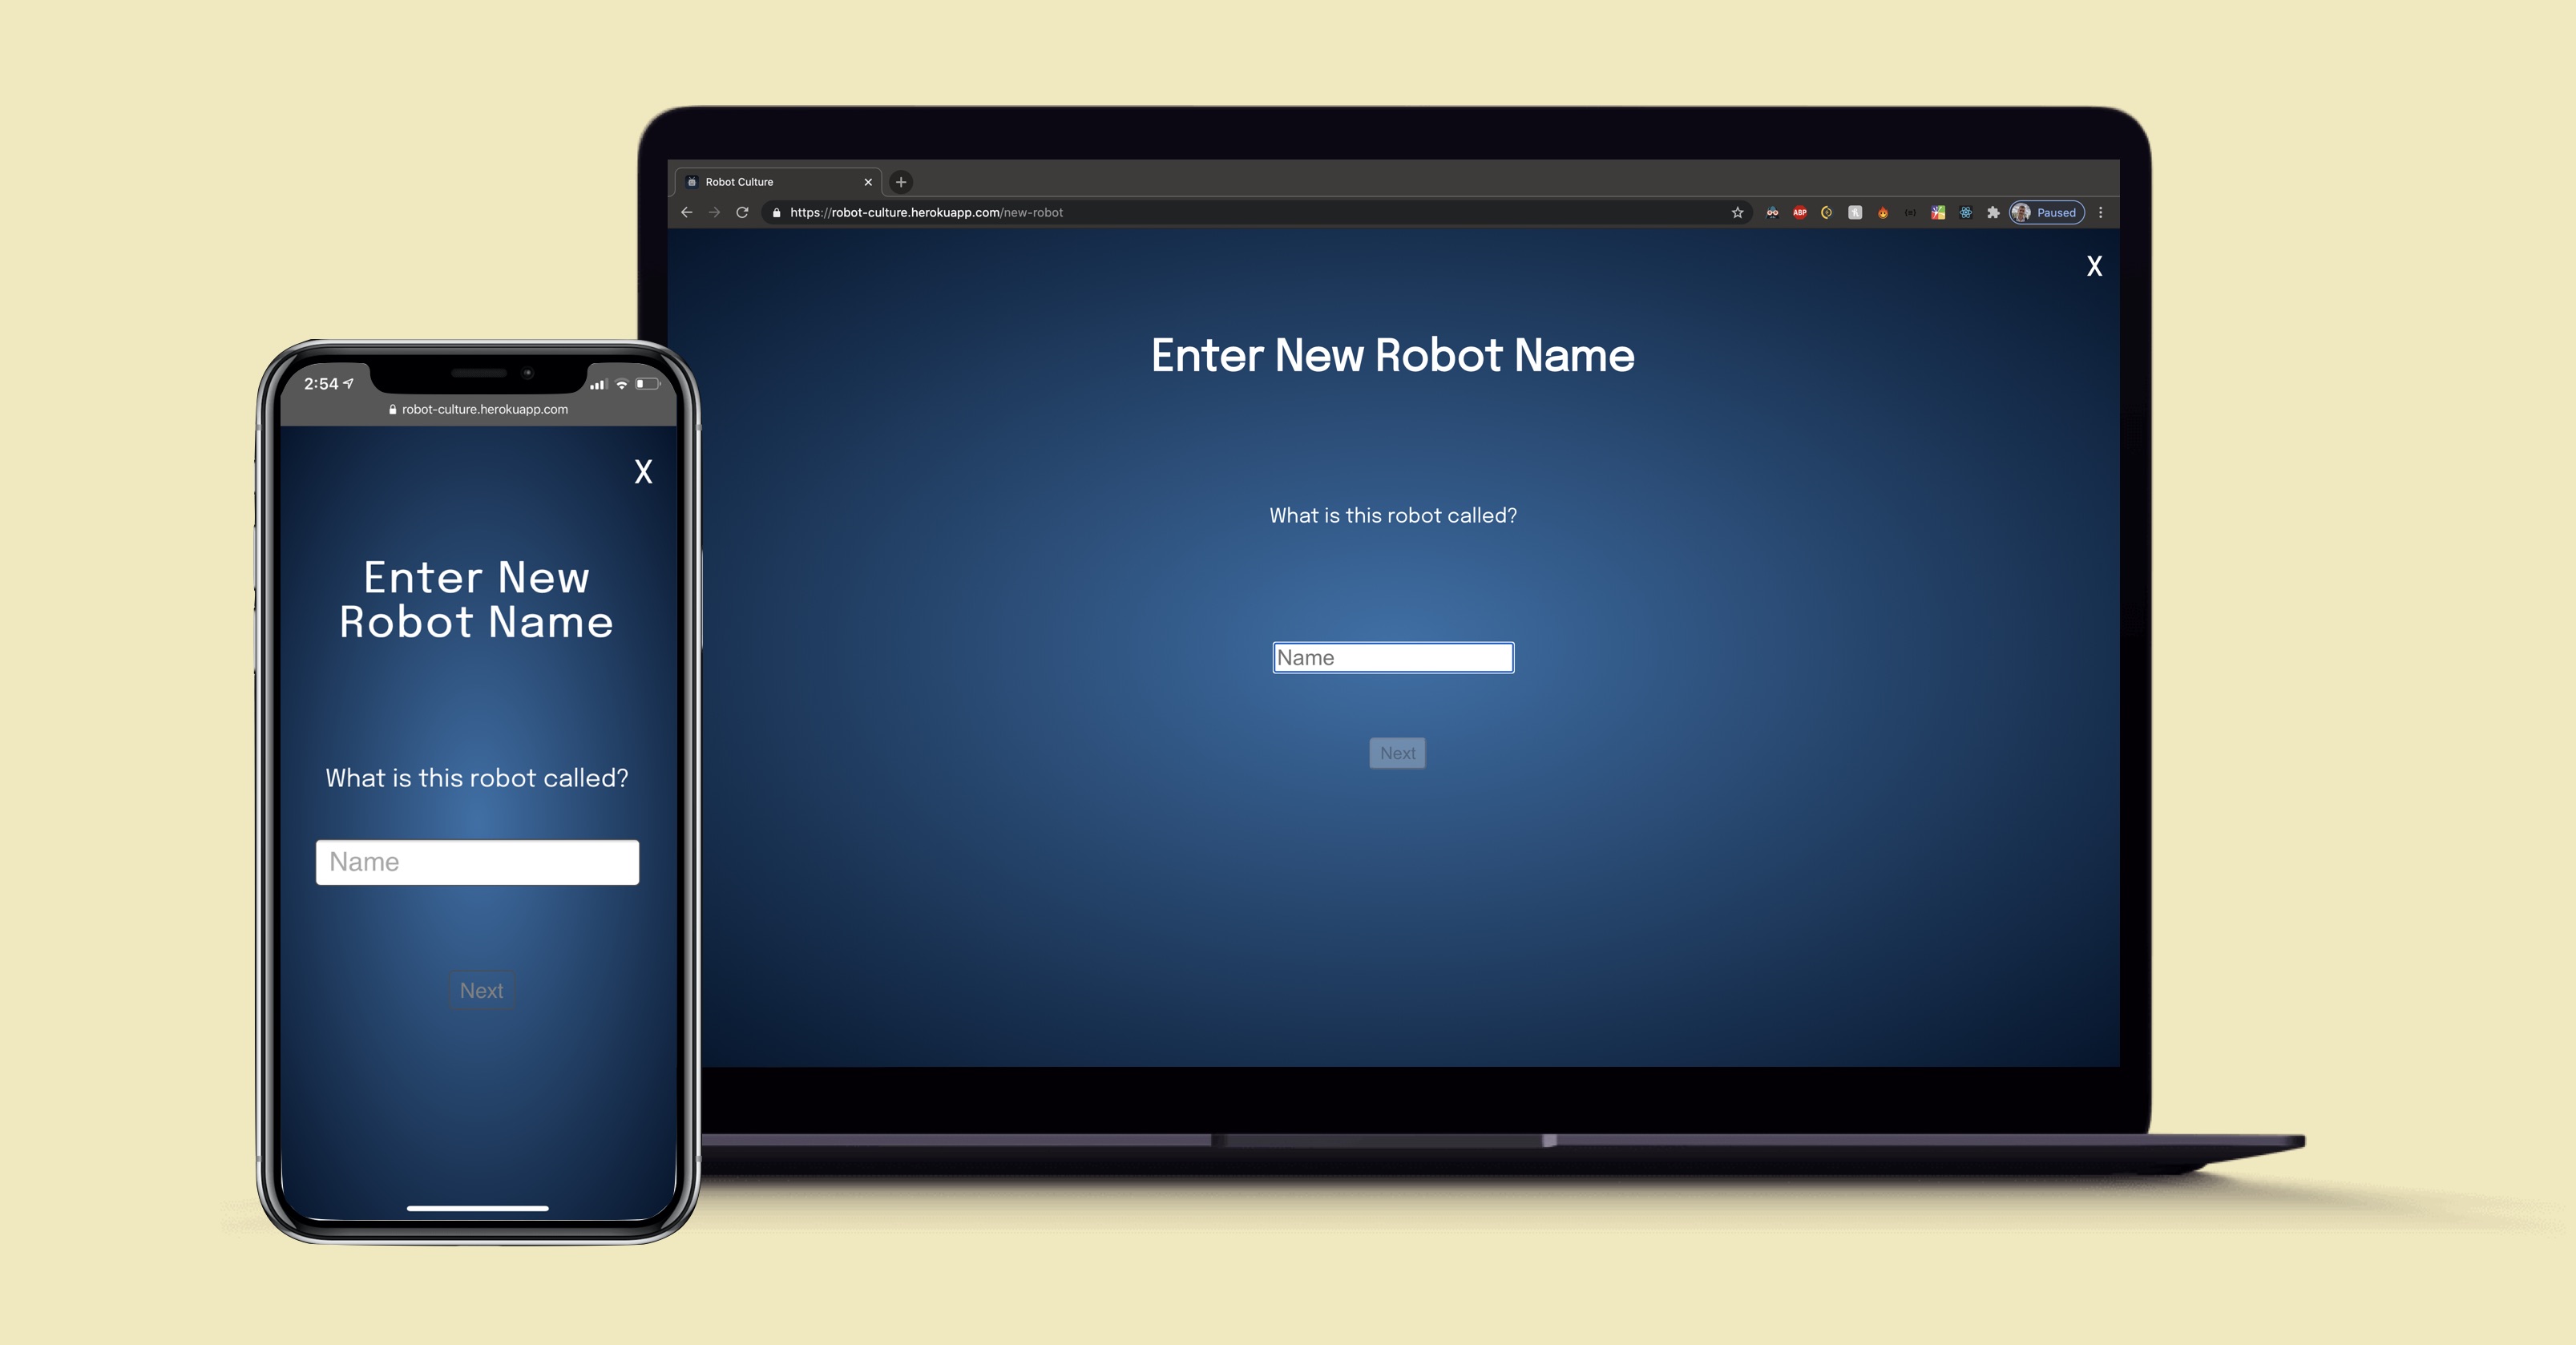 Robot Culture
https://robot-culture.herokuapp.com/new-robot
ABP
Paused
X
Enter New Robot Name
What is this robot called?
Name
Next
2:54
robot-culture.herokuapp.com
X
Enter New
Robot Name
What is this robot called?
Name
Next